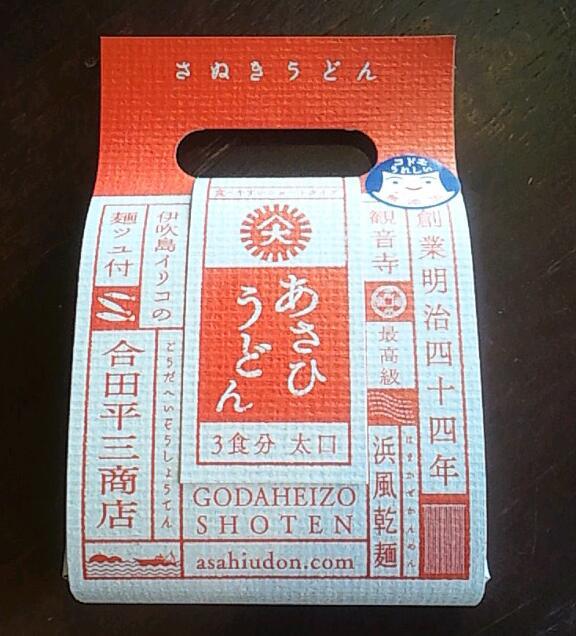 さぬきうどん
コドモ
うれしい
創業明治四十四年
観音寺
最高級
浜風乾麺
はまかぜかんめん
大
あさひ
うどん
3食分 太口
伊吹島イリコの
麺ツユ付
ごうだへいぞうしょうてん
合田平三商店
GODAHEIZO
SHOTEN
asahiudon.com